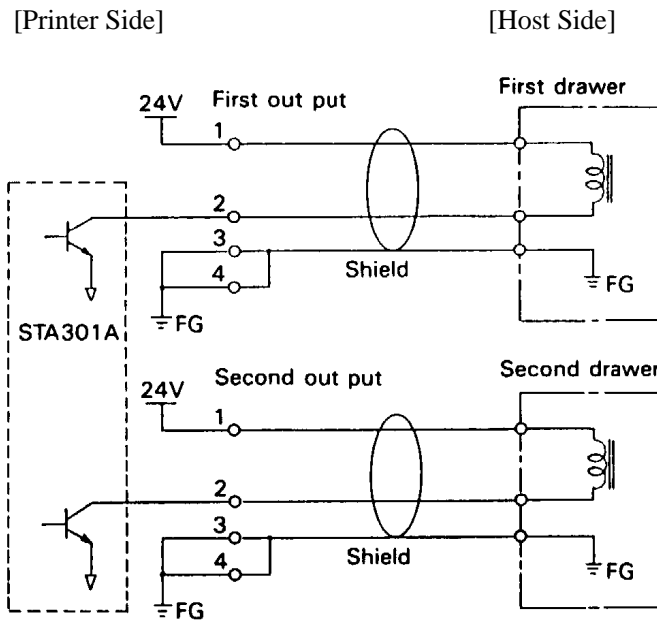 [Printer Side] [Host Side]
24V First out put First drawer
1
2
3
4
Shield
FG
FG
STA301A
24V Second out put Second drawer
1
2
3
4
Shield
FG
FG